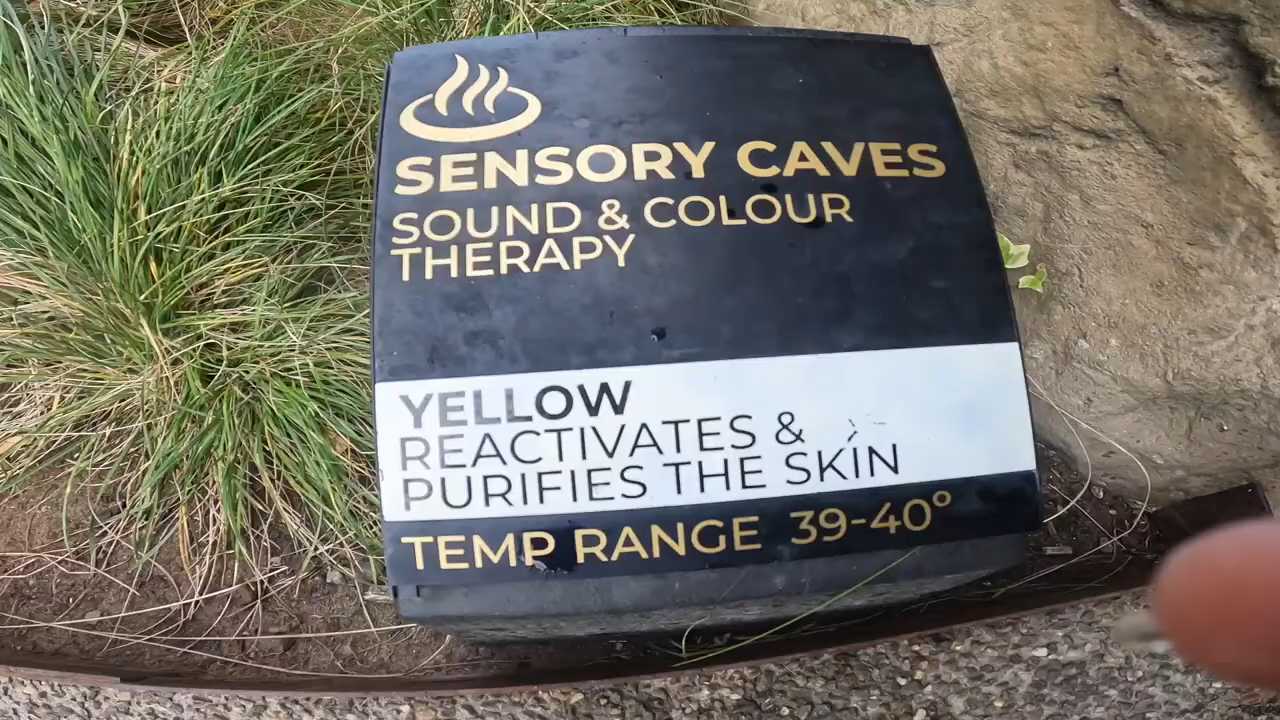 SENSORY CAVES
SOUND & COLOUR
THERAPY
YELLOW
REACTIVATES &
PURIFIES THE SKIN
TEMP RANGE 39-40°